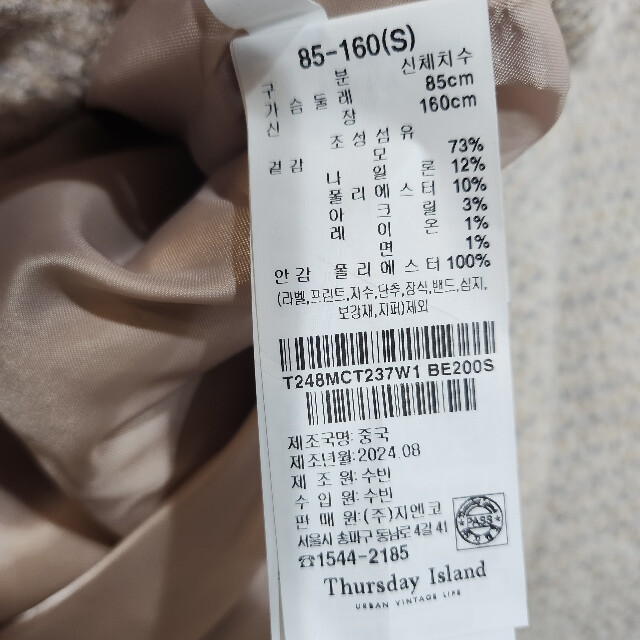 85-160(S)
구 분 신체치수
가슴둘레 85cm
신 장 160cm
조성섬유
겉감 모 73%
나일론 12%
폴리에스터 10%
아크릴 3%
레이온 1%
면 1%
안감 폴리에스터 100%
(라벨,프린트,자수,단추,장식,밴드,심지,
보강재,지퍼)제외
T248MCT237W1 BE200S
제조국명:중국
제조년월:2024.08
제 조 원:수빈
수 입 원:수빈
판 매 원:(주)지엔코
서울시 송파구 동남로 4길 41
☎1544-2185
PASS
Thursday Island
URBAN VINTAGE LIFE